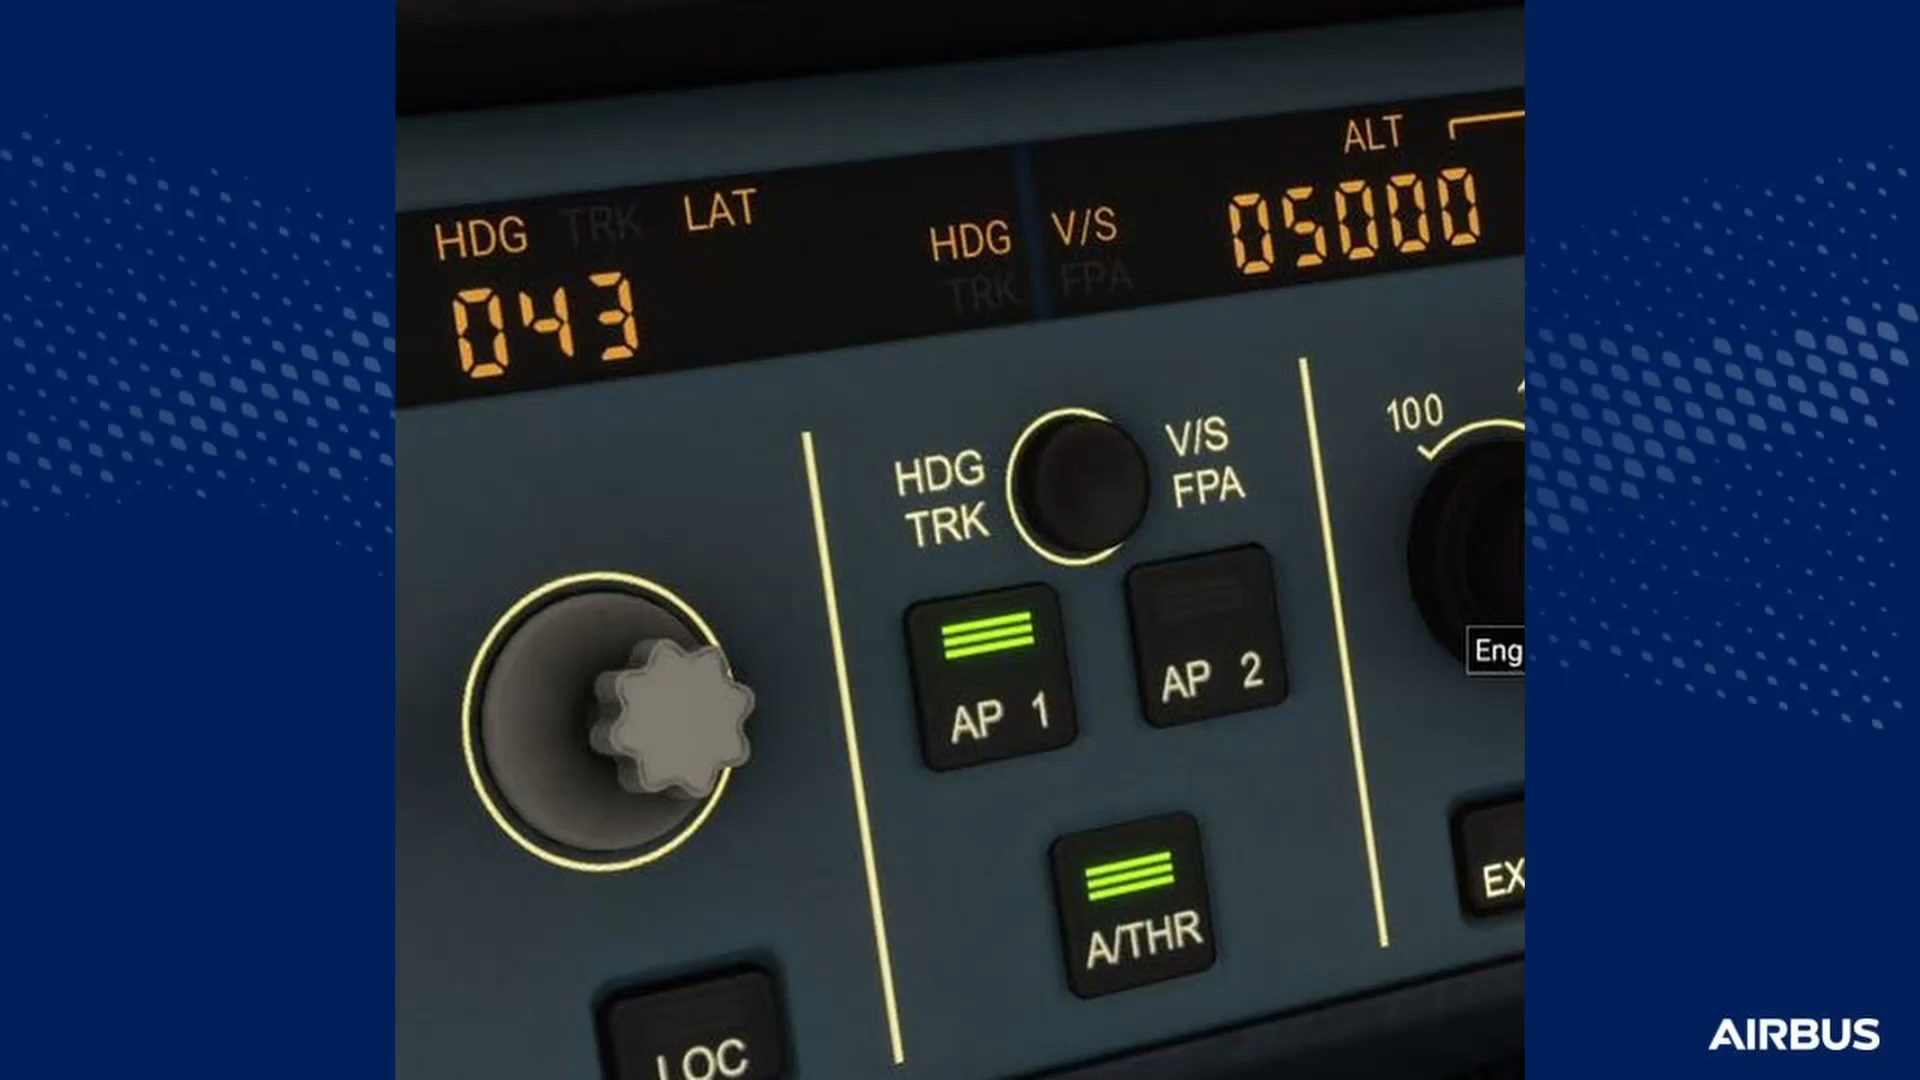 HDG TRK LAT
043
HDG V/S
TRK FPA
ALT
05000
HDG V/S
TRK FPA
100
AP 1
AP 2
A/THR
LOC
Eng
EX
AIRBUS